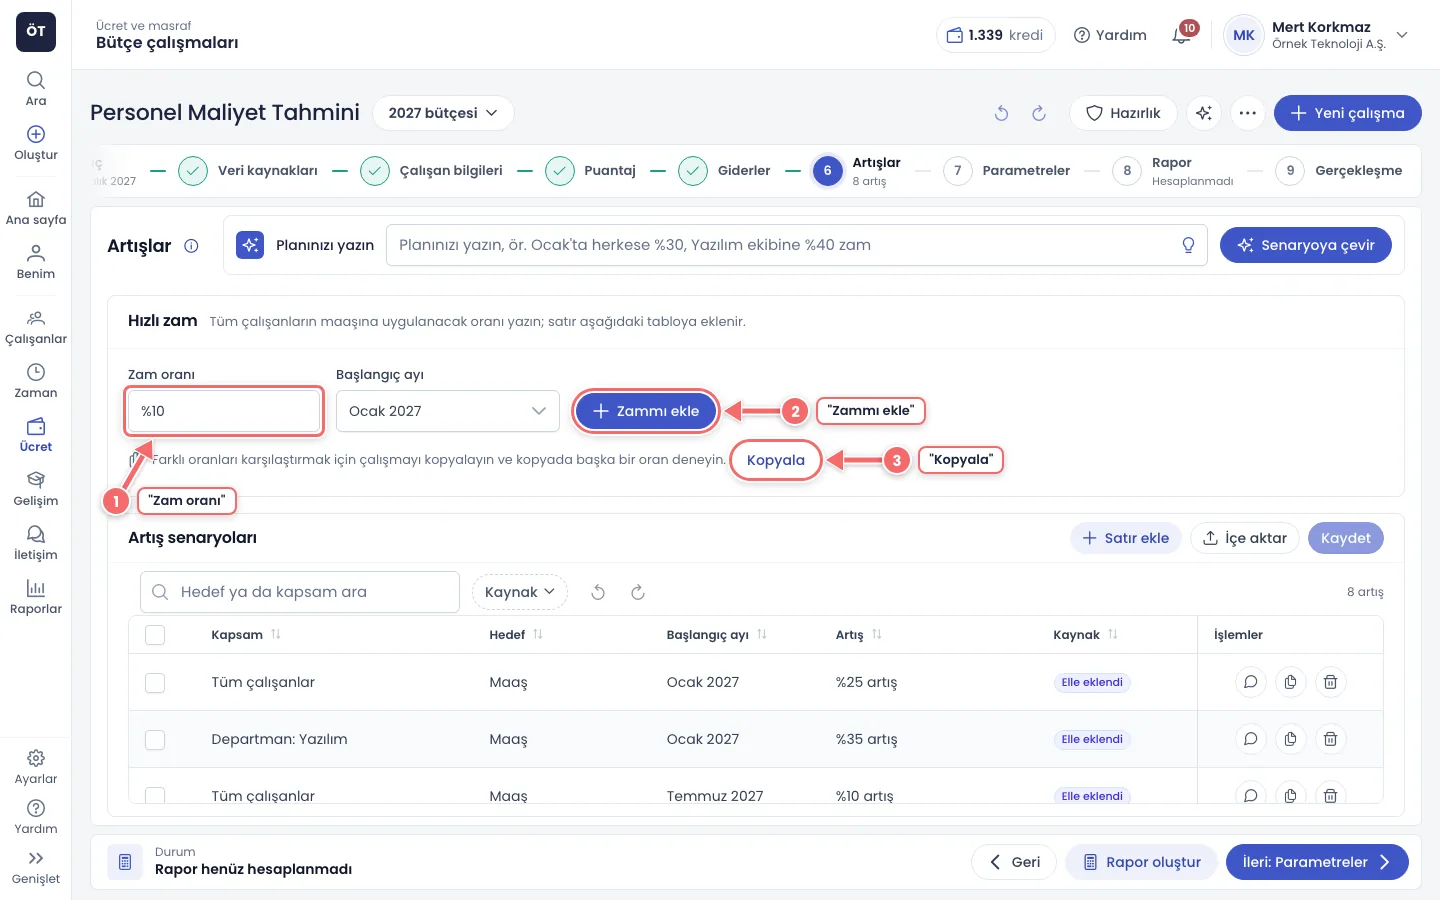 ÖT
Ara
Oluştur
Ana sayfa
Benim
Çalışanlar
Zaman
Ücret
Gelişim
İletişim
Raporlar
Ayarlar
Yardım
Genişlet
Ücret ve masraf
Bütçe çalışmaları
1.339 kredi
Yardım
10
MK
Mert Korkmaz
Örnek Teknoloji A.Ş.
Personel Maliyet Tahmini
2027 bütçesi
Hazırlık
Yeni çalışma
2027
Veri kaynakları
Çalışan bilgileri
Puantaj
Giderler
6
Artışlar
8 artış
7
Parametreler
8
Rapor
Hesaplanmadı
9
Gerçekleşme
Artışlar
Planınızı yazın
Planınızı yazın, ör. Ocak'ta herkese %30, Yazılım ekibine %40 zam
Senaryoya çevir
Hızlı zam
Tüm çalışanların maaşına uygulanacak oranı yazın; satır aşağıdaki tabloya eklenir.
Zam oranı
Başlangıç ayı
%10
Ocak 2027
Zammı ekle
2
"Zammı ekle"
Farklı oranları karşılaştırmak için çalışmayı kopyalayın ve kopyada başka bir oran deneyin.
Kopyala
3
"Kopyala"
1
"Zam oranı"
Artış senaryoları
Satır ekle
İçe aktar
Kaydet
Hedef ya da kapsam ara
Kaynak
8 artış
Kapsam Hedef Başlangıç ayı Artış Kaynak İşlemler
Tüm çalışanlar Maaş Ocak 2027 %25 artış Elle eklendi
Departman: Yazılım Maaş Ocak 2027 %35 artış Elle eklendi
Tüm çalışanlar Maaş Temmuz 2027 %10 artış Elle eklendi
Durum
Rapor henüz hesaplanmadı
Geri
Rapor oluştur
İleri: Parametreler